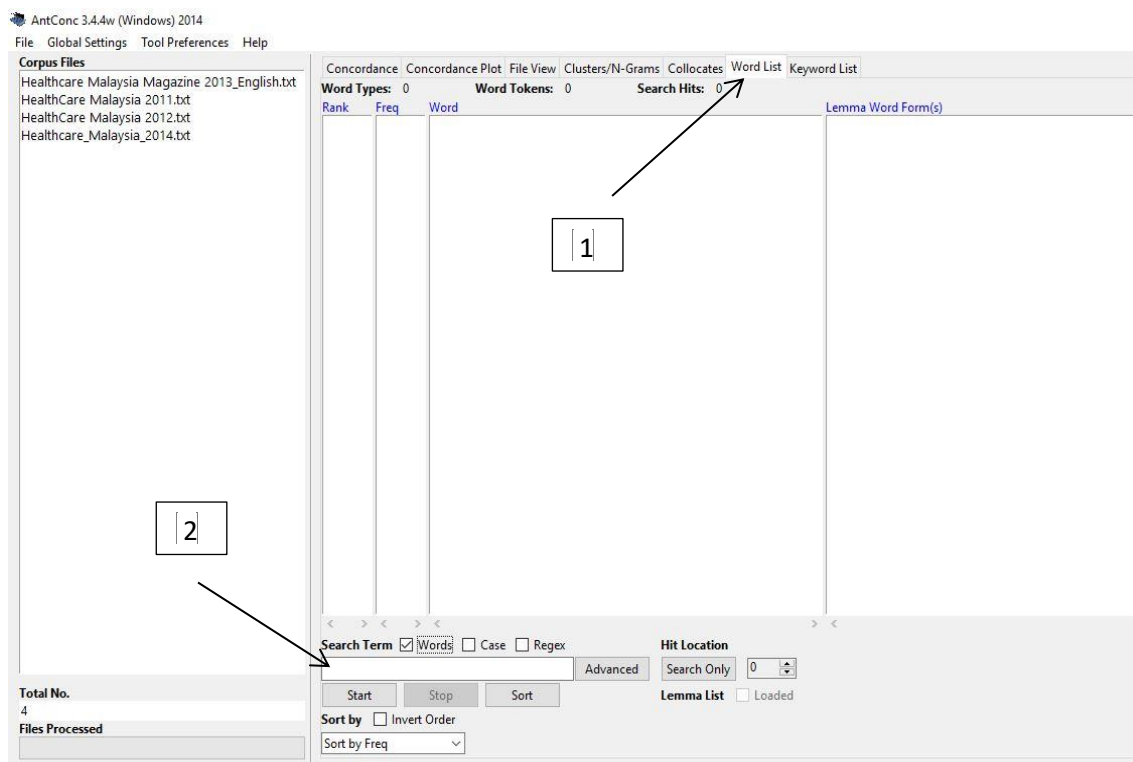 AntConc 3.4.4w (Windows) 2014
File Global Settings Tool Preferences Help
Corpus Files
Healthcare Malaysia Magazine 2013_English.txt
HealthCare Malaysia 2011.txt
HealthCare Malaysia 2012.txt
Healthcare_Malaysia_2014.txt
Total No.
4
Files Processed
Concordance Concordance Plot File View Clusters/N-Grams Collocates Word List Keyword List
Word Types: 0 Word Tokens: 0 Search Hits: 0
Rank Freq Word Lemma Word Form(s)
1
2
Search Term Words Case Regex Hit Location
Advanced Search Only 0
Start Stop Sort Lemma List Loaded
Sort by Invert Order
Sort by Freq